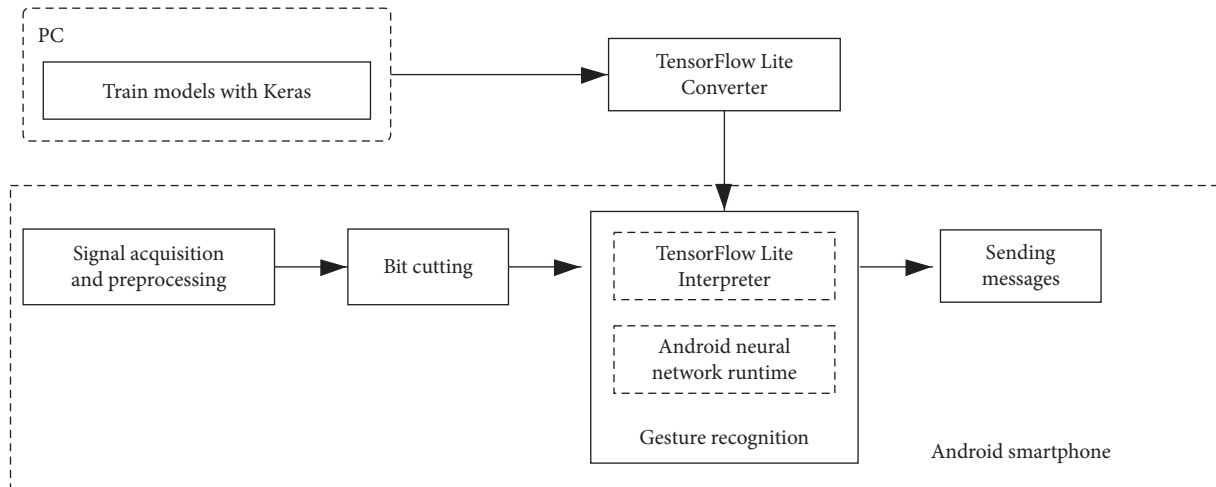 PC
Train models with Keras
TensorFlow Lite
Converter
Signal acquisition
and preprocessing
Bit cutting
TensorFlow Lite
Interpreter
Android neural
network runtime
Gesture recognition
Sending
messages
Android smartphone